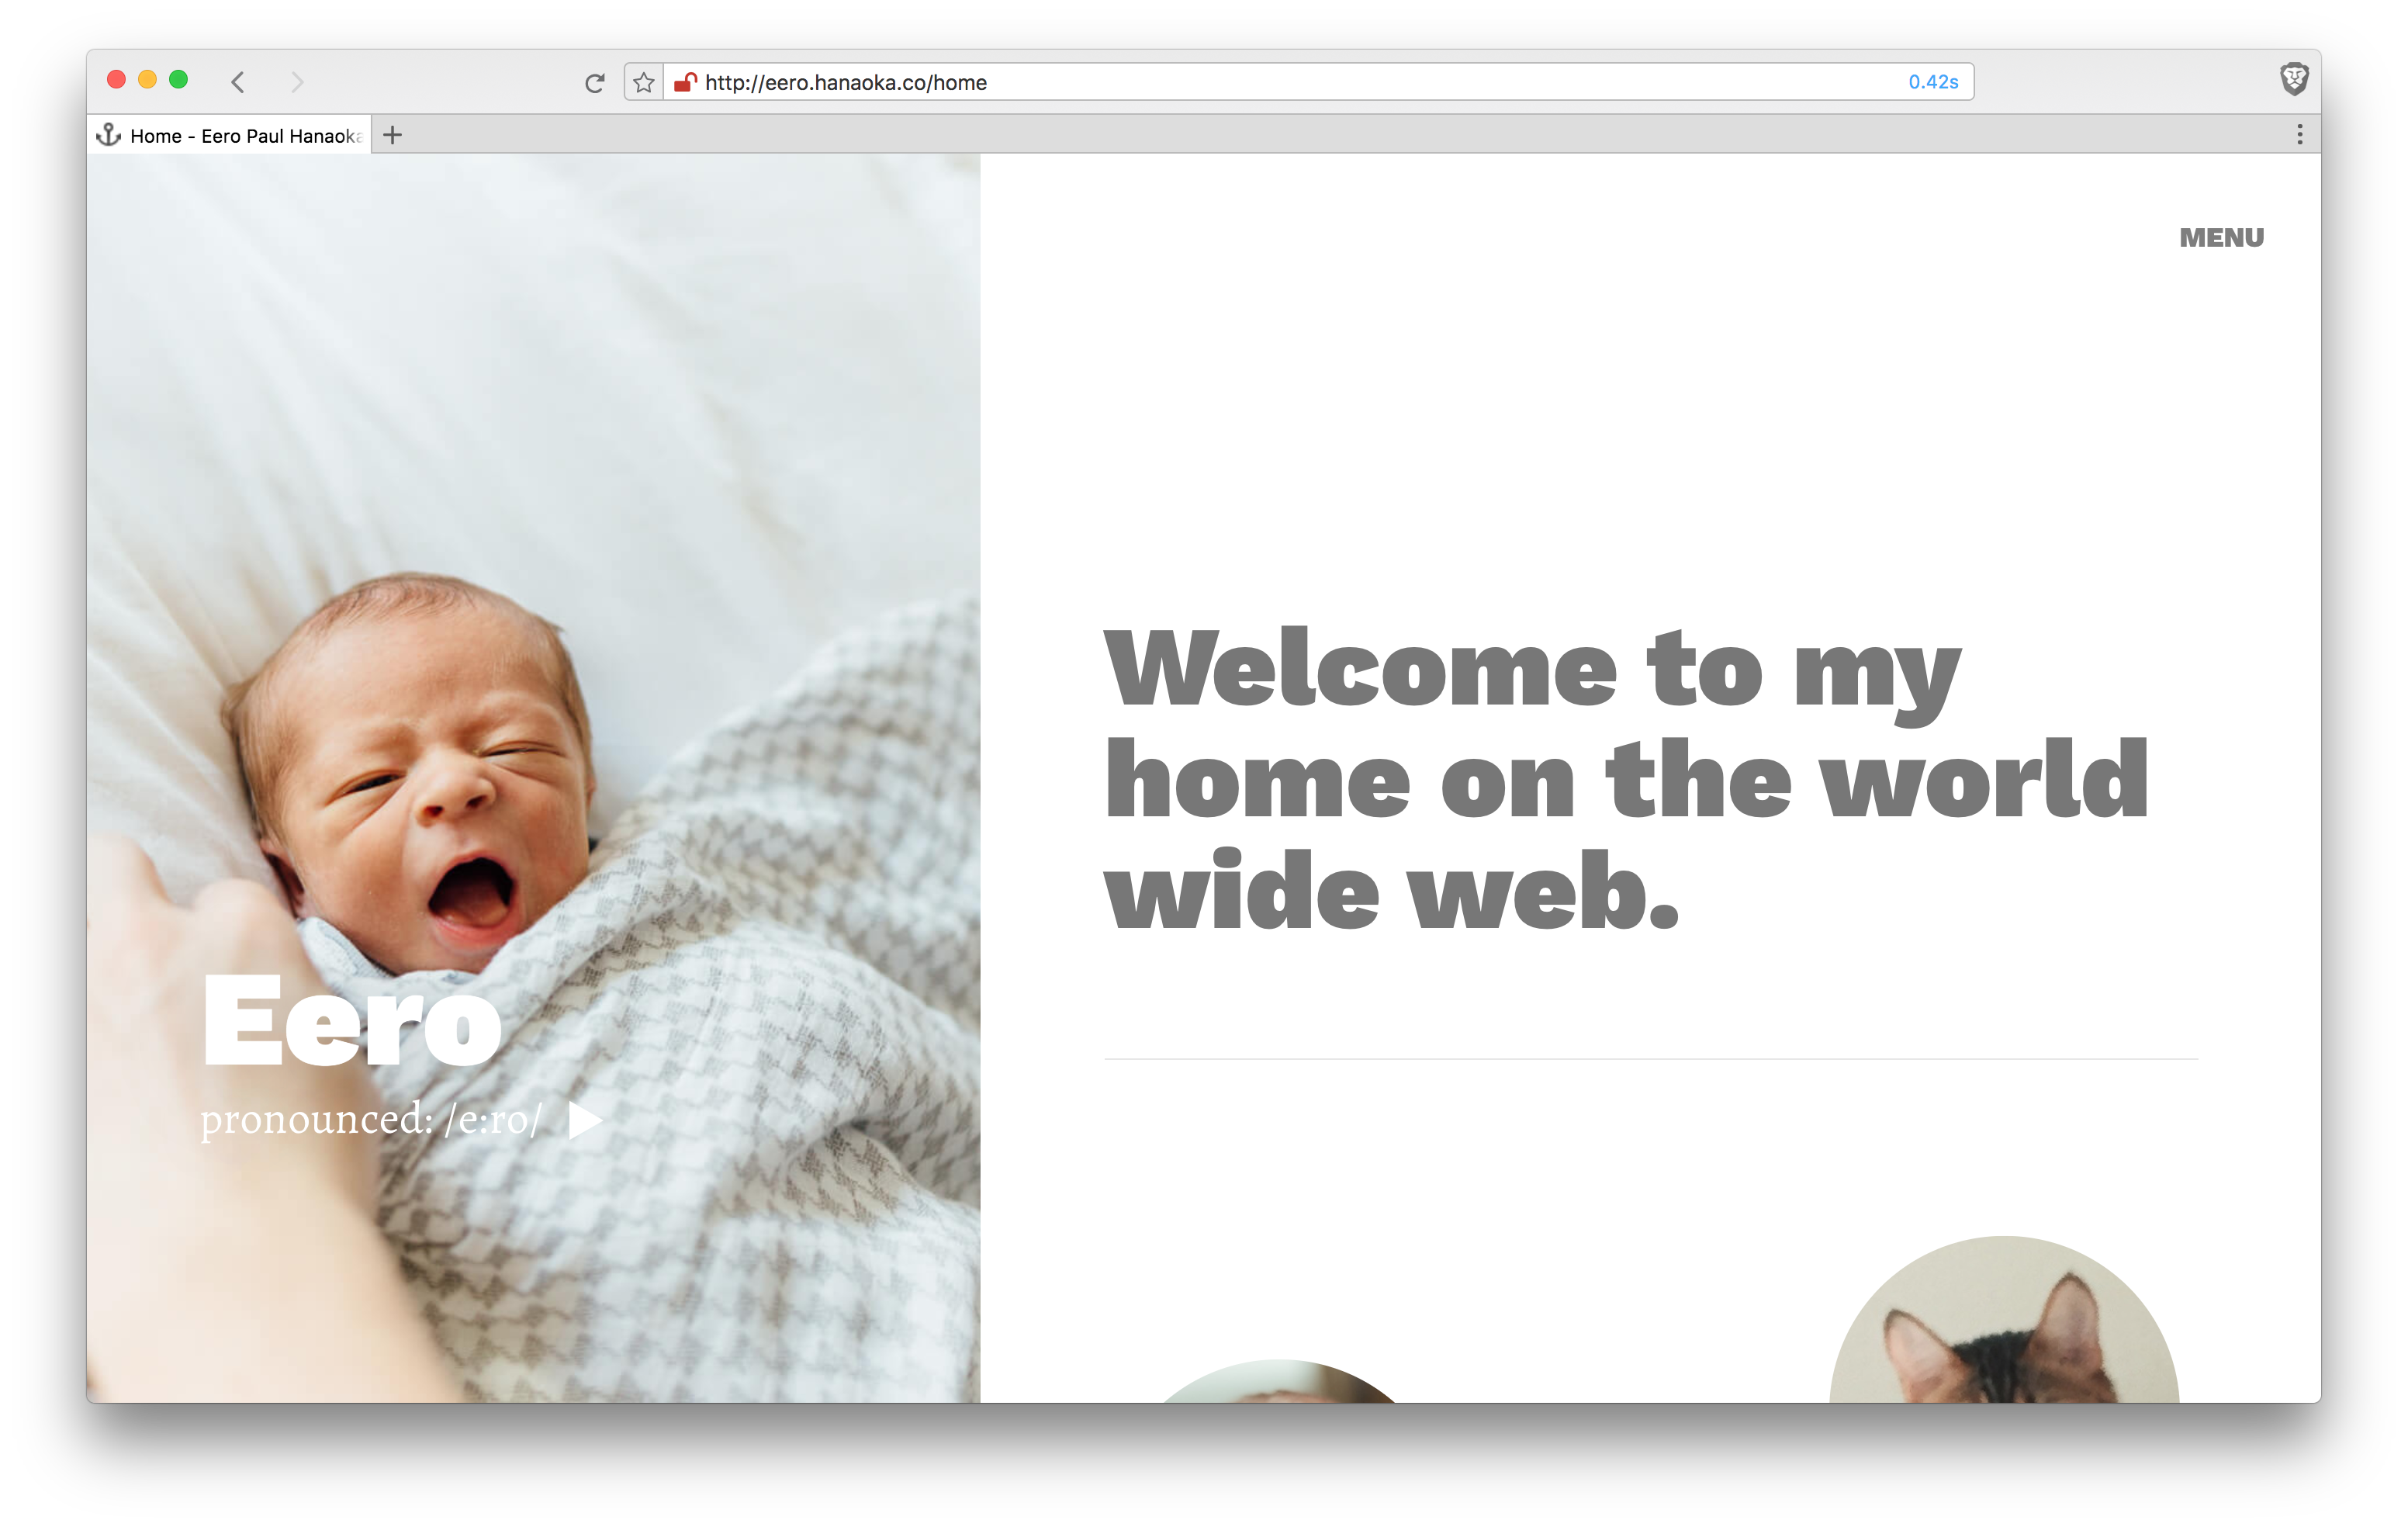 http://eero.hanaoka.co/home
0.42s
Home - Eero Paul Hanaoka
MENU
Welcome to my
home on the world
wide web.
Eero
pronounced: /e:ro/